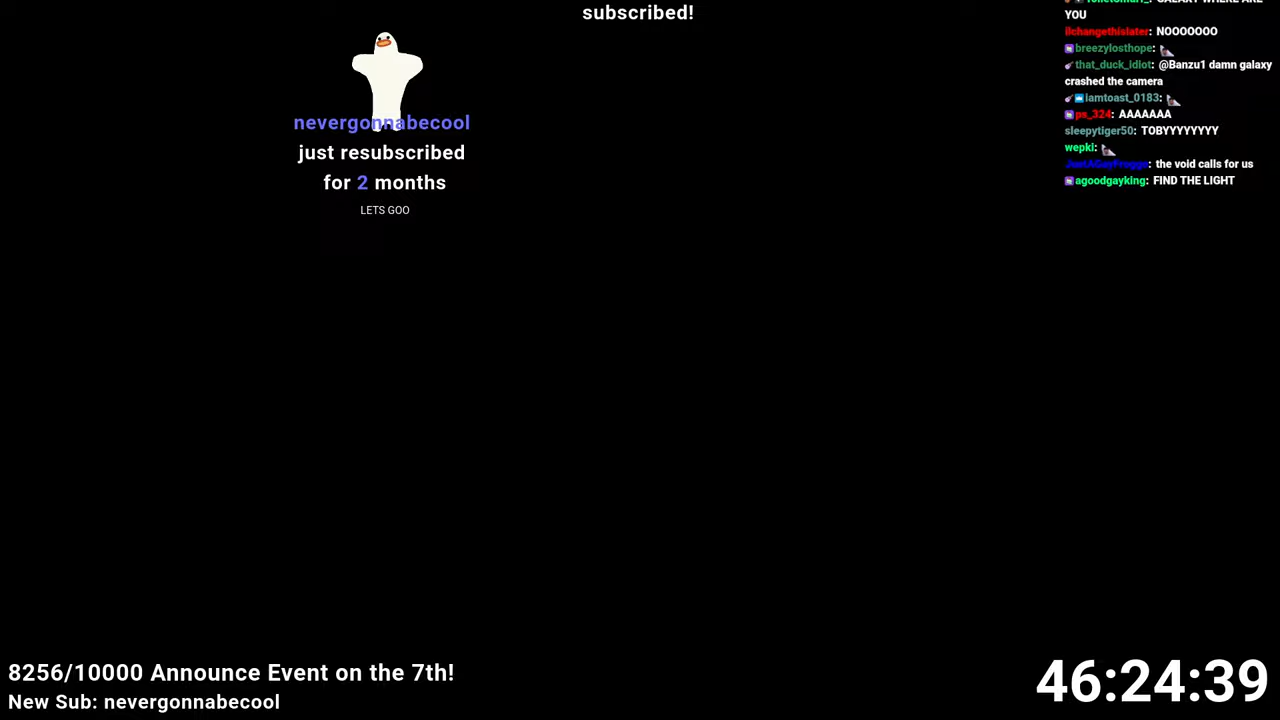 subscribed!
nevergonnabecool
just resubscribed
for 2 months
LETS GOO
YOU
ilchangethislater: NOOOOOOO
breezylosthope:
that_duck_idiot: @Banzu1 damn galaxy
crashed the camera
iamtoast_0183:
ps_324: AAAAAAA
sleepytiger50: TOBYYYYYYYY
wepki:
JustAGayFrogge: the void calls for us
agoodgayking: FIND THE LIGHT
8256/10000 Announce Event on the 7th!
New Sub: nevergonnabecool
46:24:39